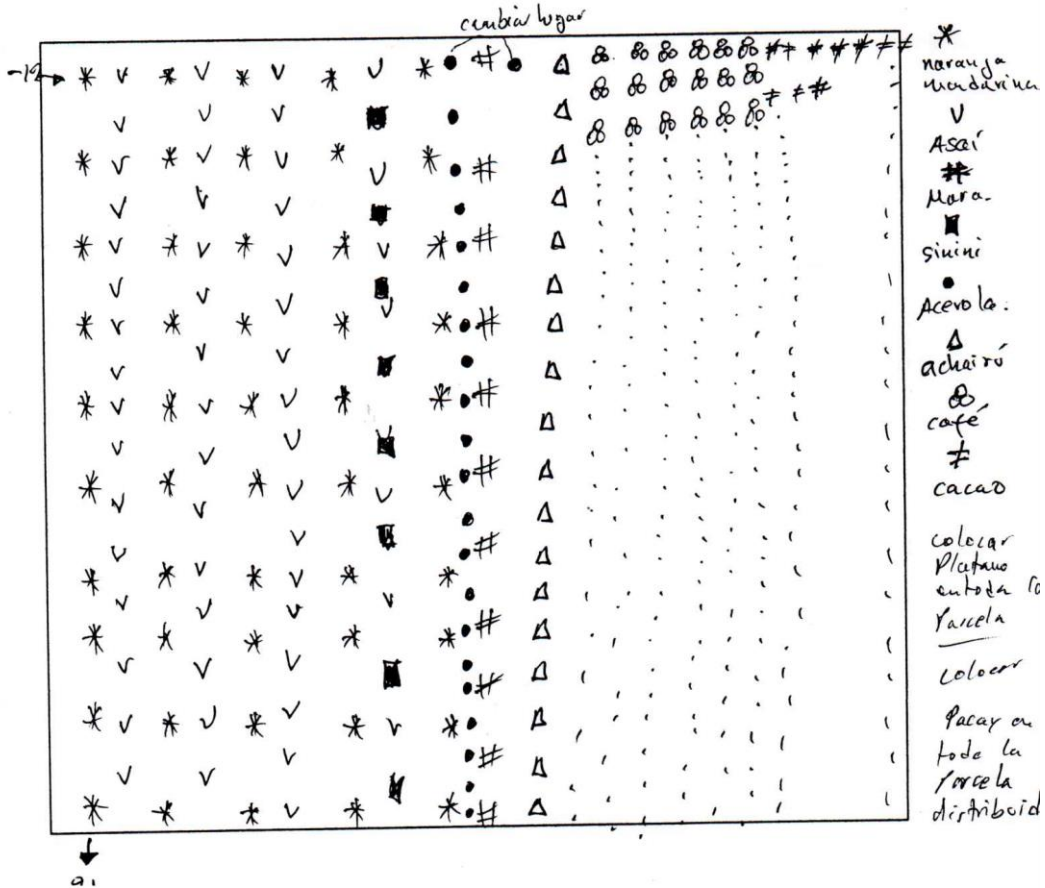 cambiar lugar
-12
*
naranja
mandarina
V
Asaí
#
Mara.
■
sinini
●
Acerola.
△
achairú
café
≠
cacao
colocar
Platano
en toda la
Parcela
colocar
Pacay en
toda la
Parcela
distribuid